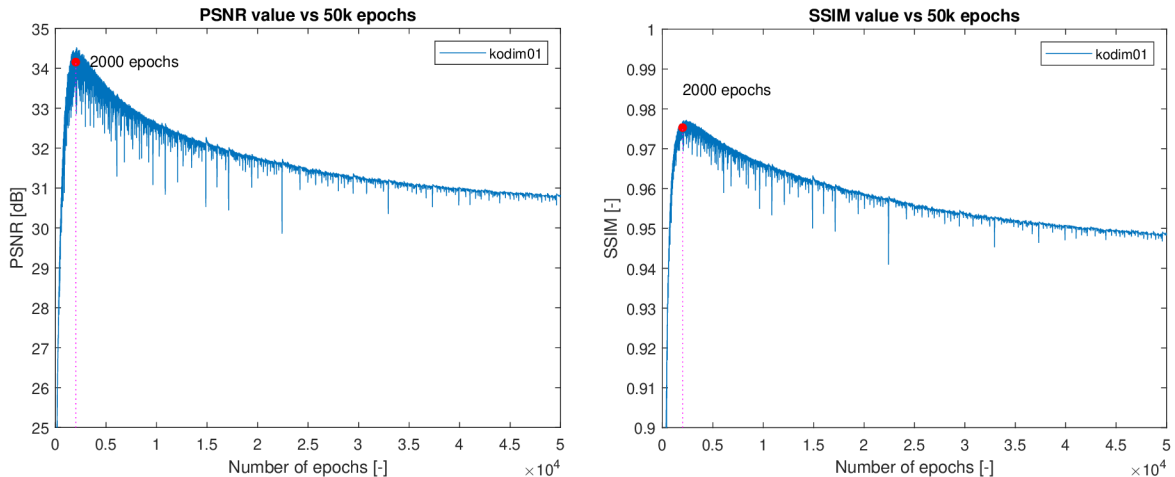 PSNR value vs 50k epochs
35
34
33
32
31
30
29
28
27
26
25
PSNR [dB]
2000 epochs
kodim01
0 0.5 1 1.5 2 2.5 3 3.5 4 4.5 5
Number of epochs [-]
×10^4
SSIM value vs 50k epochs
1
0.99
0.98
0.97
0.96
0.95
0.94
0.93
0.92
0.91
0.9
SSIM [-]
2000 epochs
kodim01
0 0.5 1 1.5 2 2.5 3 3.5 4 4.5 5
Number of epochs [-]
×10^4